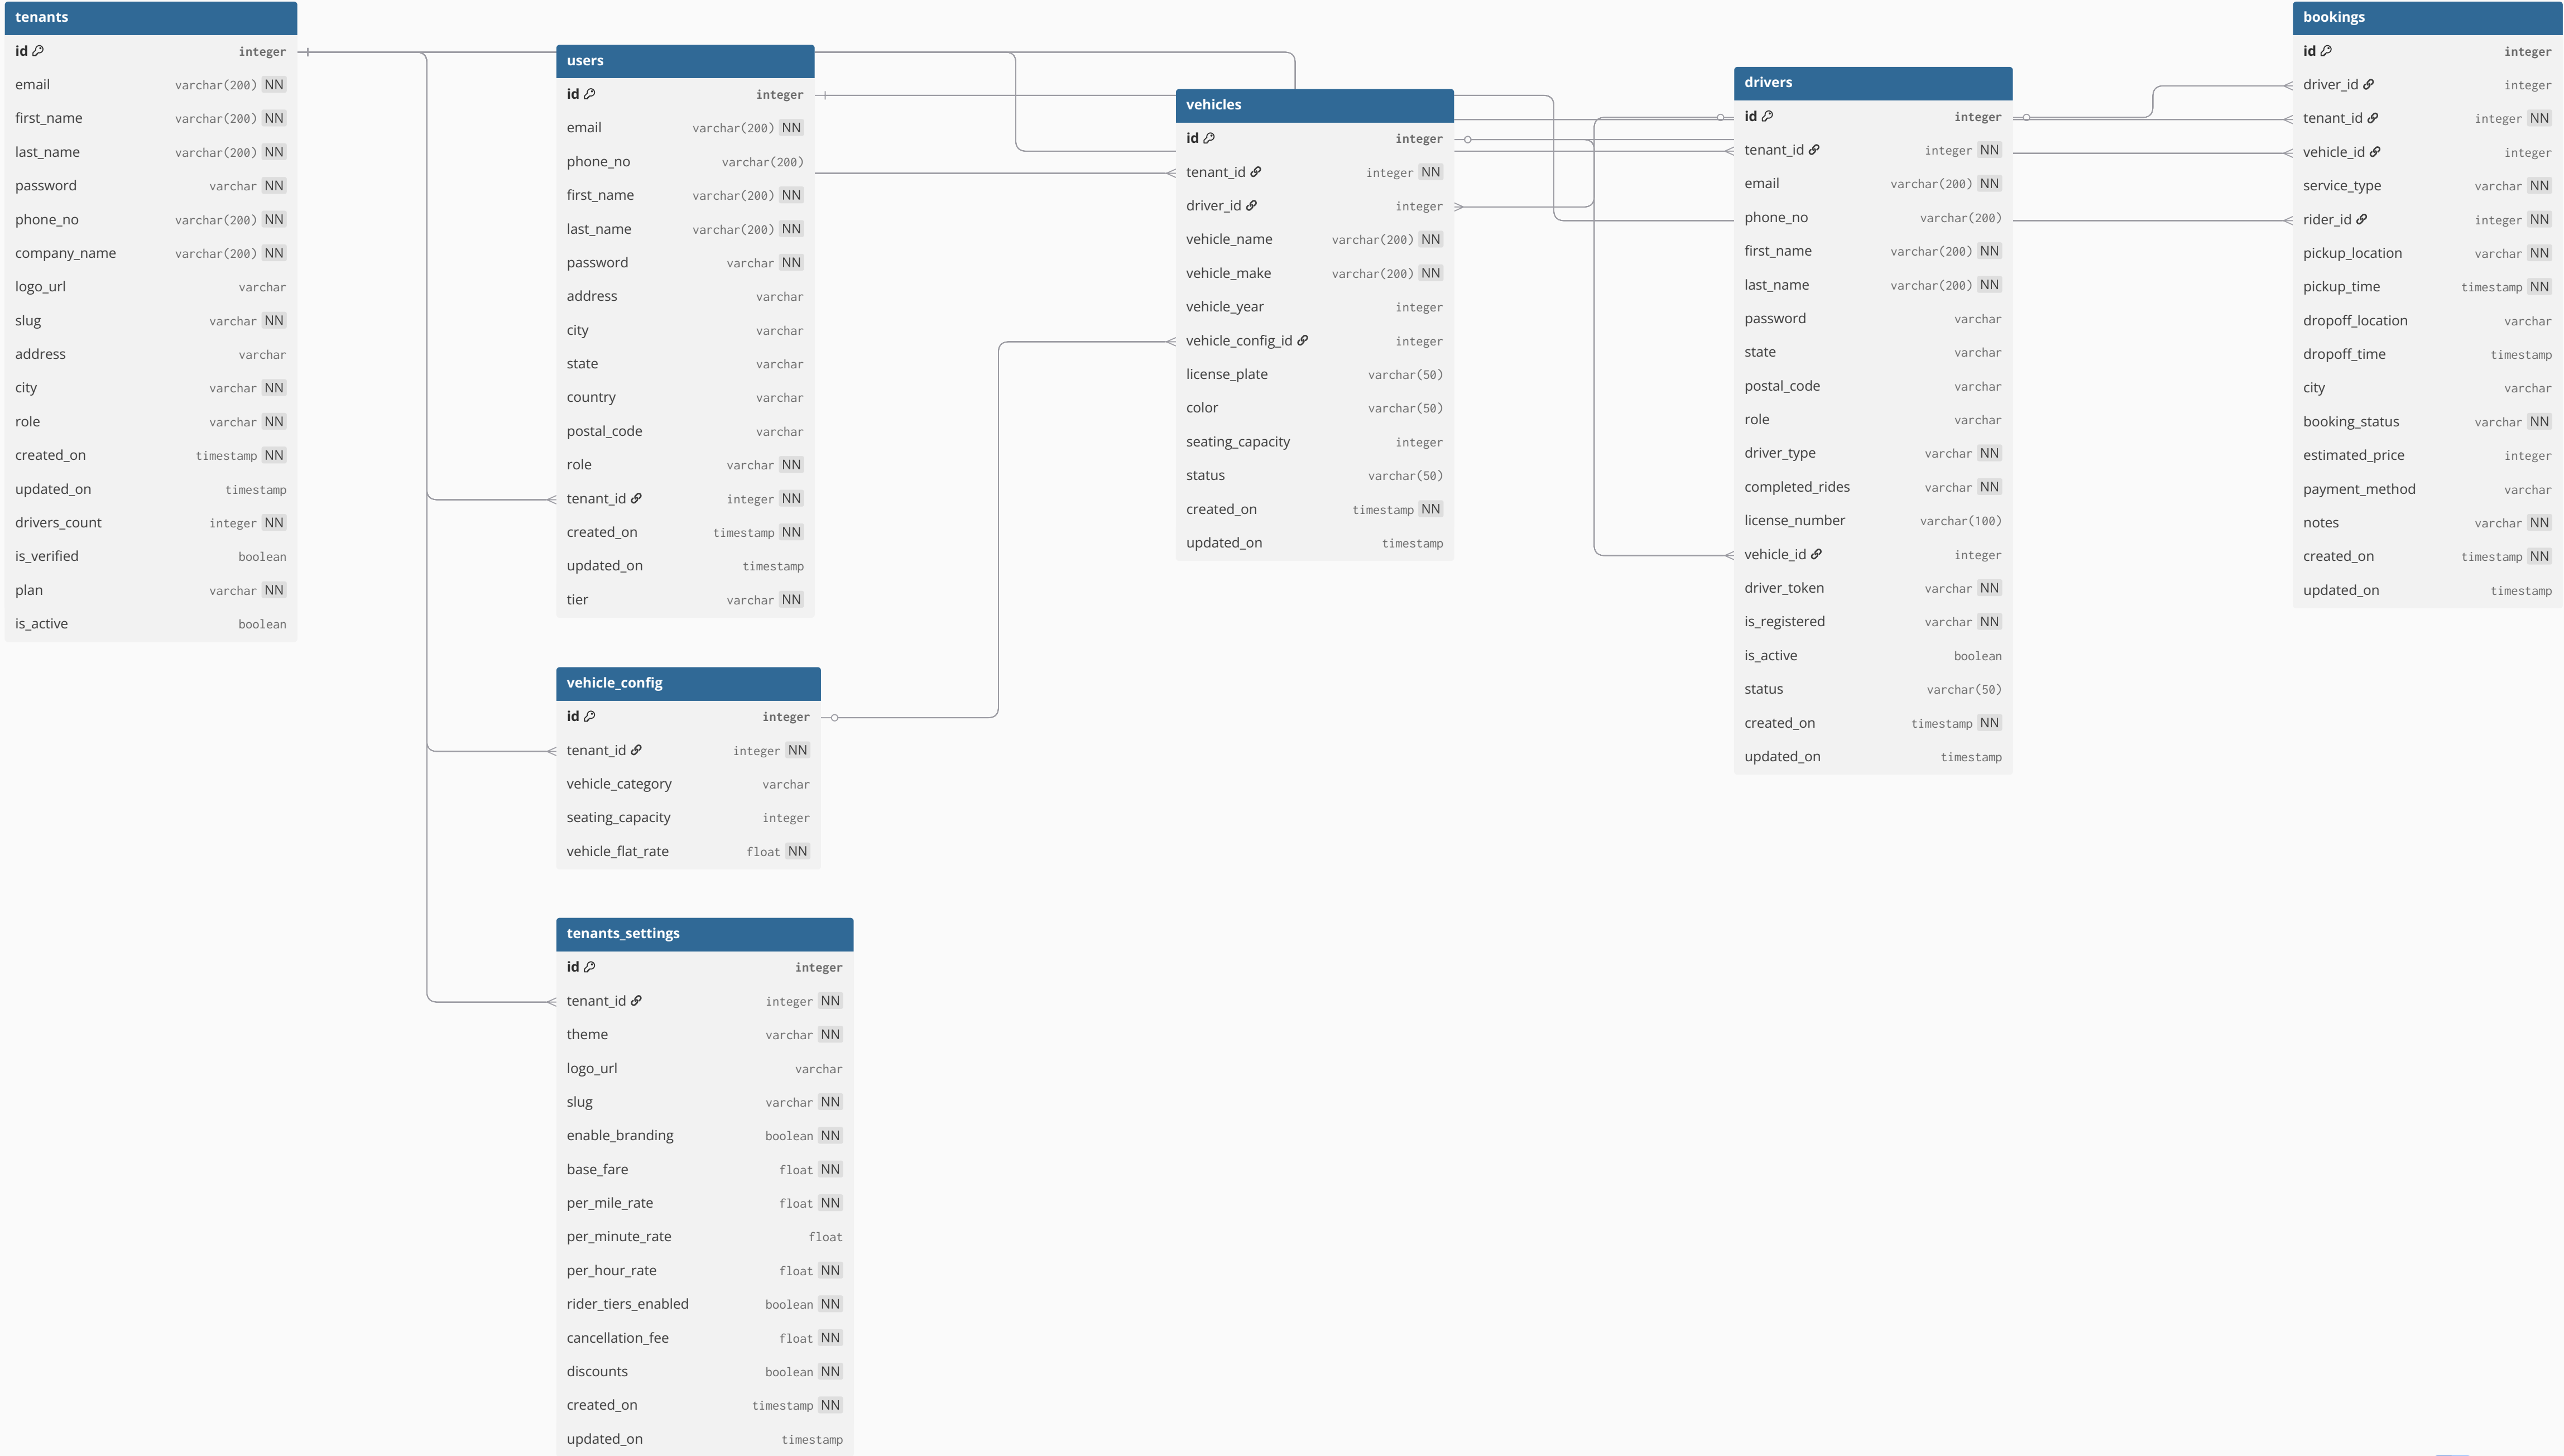 tenants
id integer
email varchar(200) NN
first_name varchar(200) NN
last_name varchar(200) NN
password varchar NN
phone_no varchar(200) NN
company_name varchar(200) NN
logo_url varchar
slug varchar NN
address varchar
city varchar NN
role varchar NN
created_on timestamp NN
updated_on timestamp
drivers_count integer NN
is_verified boolean
plan varchar NN
is_active boolean
users
id integer
email varchar(200) NN
phone_no varchar(200)
first_name varchar(200) NN
last_name varchar(200) NN
password varchar NN
address varchar
city varchar
state varchar
country varchar
postal_code varchar
role varchar NN
tenant_id integer NN
created_on timestamp NN
updated_on timestamp
tier varchar NN
vehicle_config
id integer
tenant_id integer NN
vehicle_category varchar
seating_capacity integer
vehicle_flat_rate float NN
tenants_settings
id integer
tenant_id integer NN
theme varchar NN
logo_url varchar
slug varchar NN
enable_branding boolean NN
base_fare float NN
per_mile_rate float NN
per_minute_rate float
per_hour_rate float NN
rider_tiers_enabled boolean NN
cancellation_fee float NN
discounts boolean NN
created_on timestamp NN
updated_on timestamp
vehicles
id integer
tenant_id integer NN
driver_id integer
vehicle_name varchar(200) NN
vehicle_make varchar(200) NN
vehicle_year integer
vehicle_config_id integer
license_plate varchar(50)
color varchar(50)
seating_capacity integer
status varchar(50)
created_on timestamp NN
updated_on timestamp
drivers
id integer
tenant_id integer NN
email varchar(200) NN
phone_no varchar(200)
first_name varchar(200) NN
last_name varchar(200) NN
password varchar
state varchar
postal_code varchar
role varchar
driver_type varchar NN
completed_rides varchar NN
license_number varchar(100)
vehicle_id integer
driver_token varchar NN
is_registered varchar NN
is_active boolean
status varchar(50)
created_on timestamp NN
updated_on timestamp
bookings
id integer
driver_id integer
tenant_id integer NN
vehicle_id integer
service_type varchar NN
rider_id integer NN
pickup_location varchar NN
pickup_time timestamp NN
dropoff_location varchar
dropoff_time timestamp
city varchar
booking_status varchar NN
estimated_price integer
payment_method varchar
notes varchar NN
created_on timestamp NN
updated_on timestamp